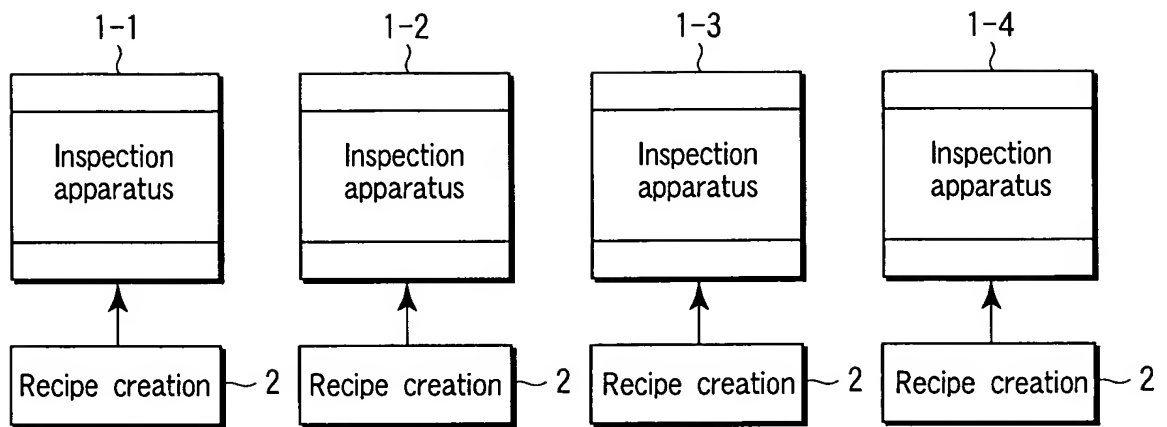 1-1 1-2 1-3 1-4
Inspection apparatus Inspection apparatus Inspection apparatus Inspection apparatus
Recipe creation 2 Recipe creation 2 Recipe creation 2 Recipe creation 2